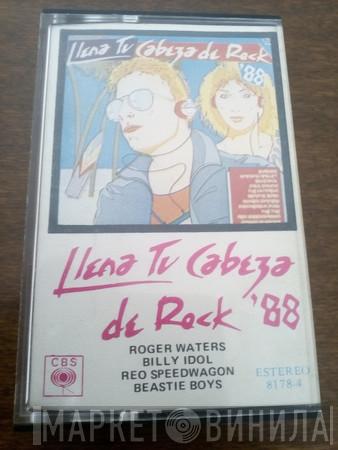 Llena Tu Cabeza de Rock
'88
Llena Tu Cabeza
de Rock '88
ROGER WATERS
BILLY IDOL
REO SPEEDWAGON
BEASTIE BOYS
CBS
ESTEREO
8178-4
МАРКЕТ ВИНИЛА